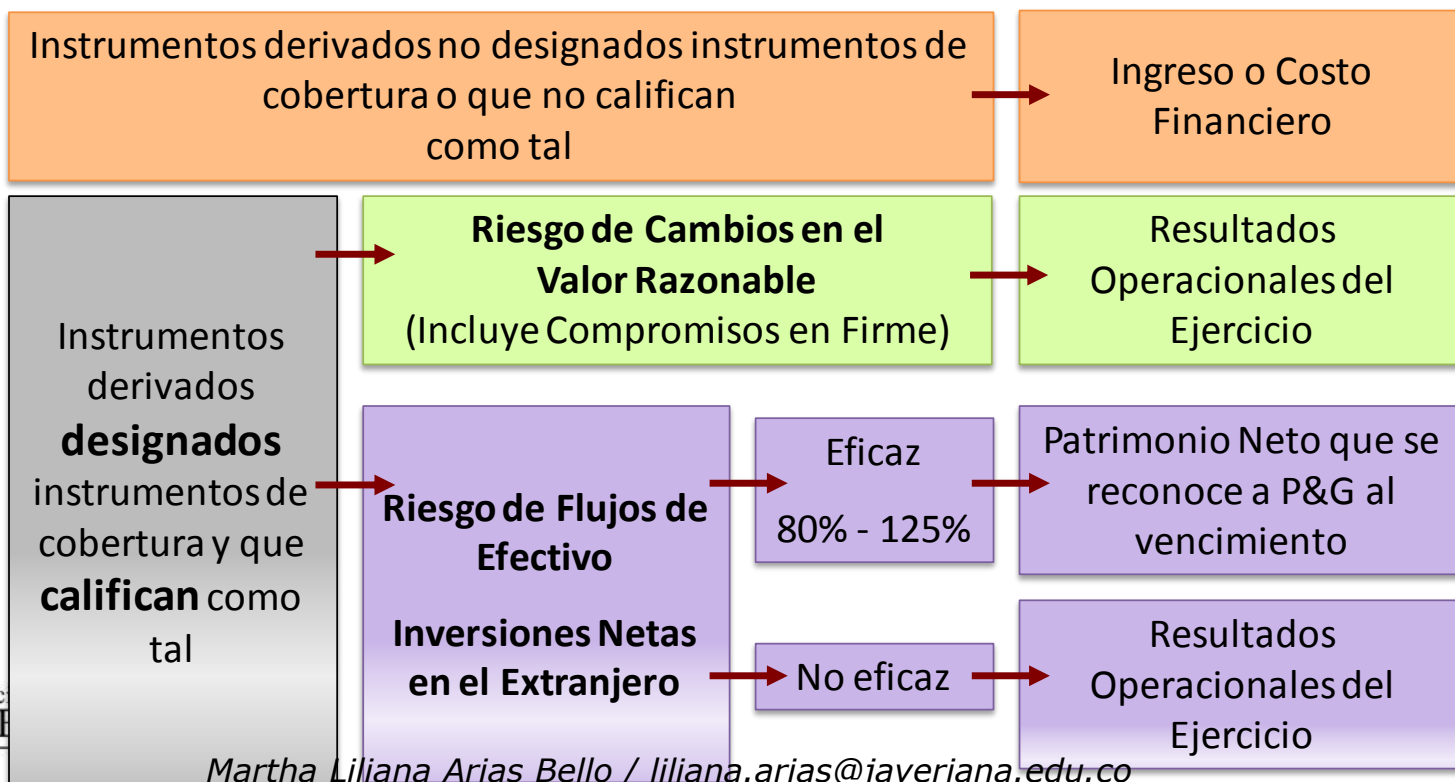 Instrumentos derivados no designados instrumentos de
cobertura o que no califican
como tal
Ingreso o Costo
Financiero
Instrumentos
derivados
designados
instrumentos de
cobertura y que
califican como
tal
Riesgo de Cambios en el
Valor Razonable
(Incluye Compromisos en Firme)
Resultados
Operacionales del
Ejercicio
Riesgo de Flujos de
Efectivo
Inversiones Netas
en el Extranjero
Eficaz
80% - 125%
Patrimonio Neto que se
reconoce a P&G al
vencimiento
No eficaz
Resultados
Operacionales del
Ejercicio
Martha Liliana Arias Bello / liliana.arias@javeriana.edu.co